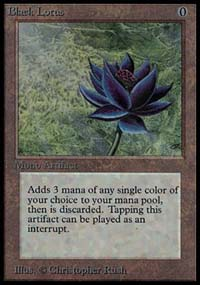 Black Lotus 0
Mono Artifact
Adds 3 mana of any single color of
your choice to your mana pool,
then is discarded. Tapping this
artifact can be played as an
interrupt.
Illus. © Christopher Rush